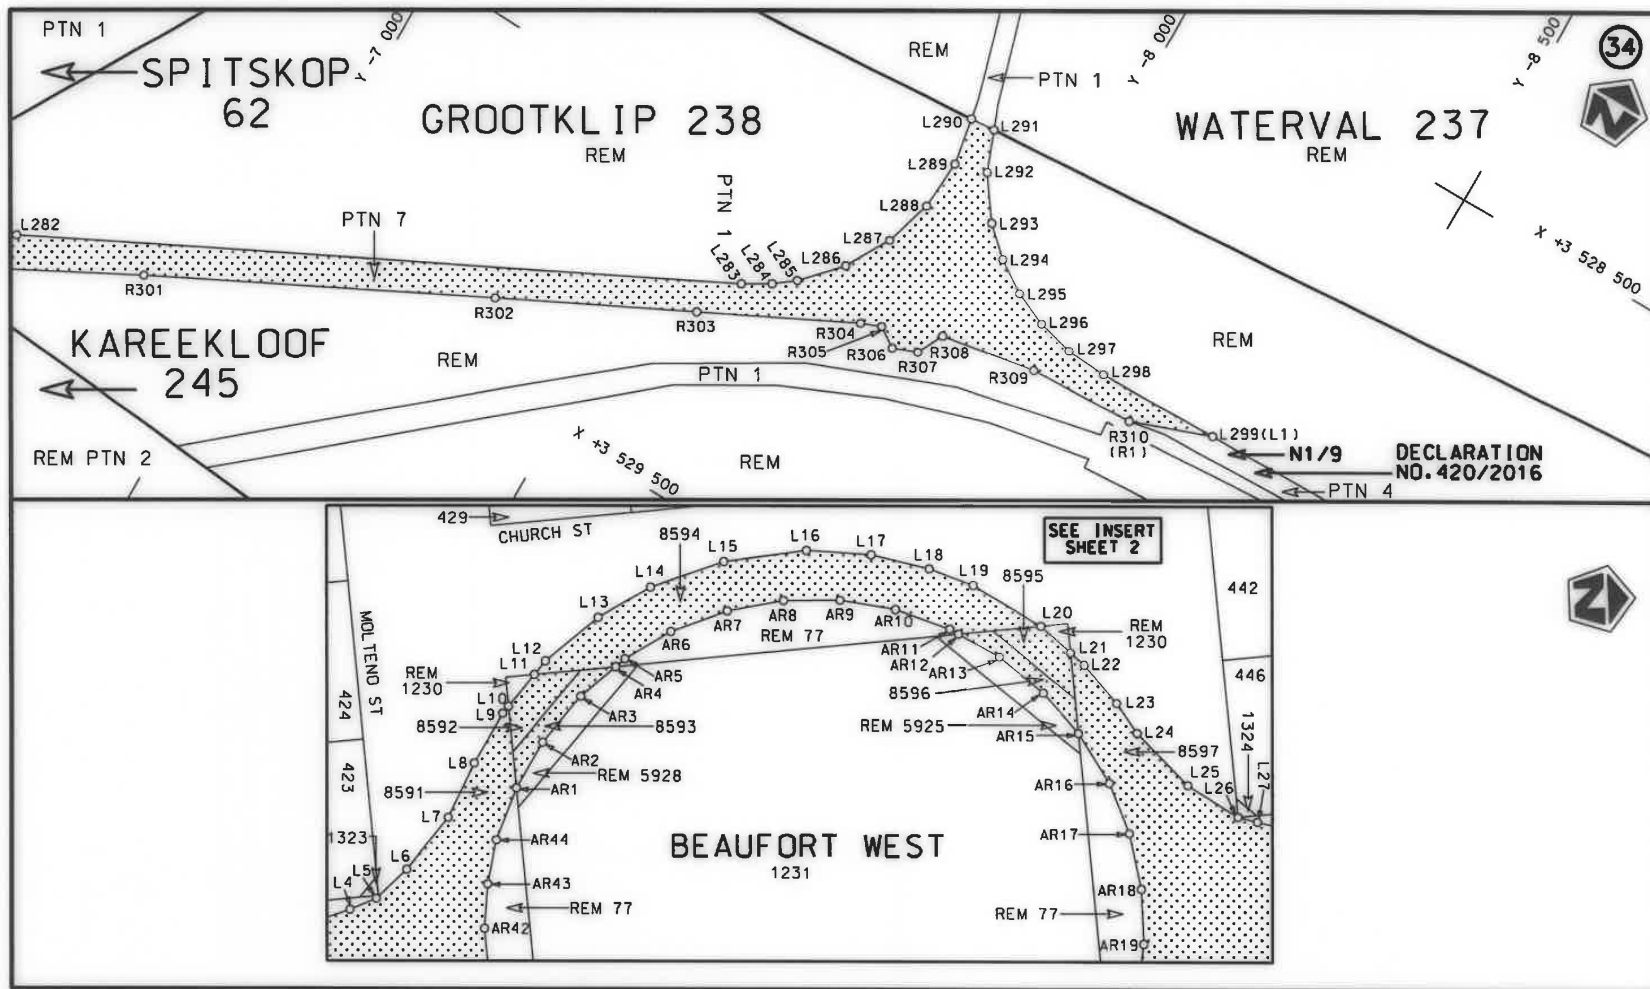 PTN 1
SPITSKOP
62
Y -7 000
GROOTKLIP 238
REM
REM
PTN 1
Y -8 000
Y -8 500
34
N
WATERVAL 237
REM
L290
L291
L289
L292
L288
L293
L287
L294
L286
L295
L285
L284
L283
PTN 1
L282
PTN 7
L296
L297
L298
X +3 528 500
REM
R301
R302
R303
R304
R305
R306
R307
R308
R309
R310
(R1)
L299(L1)
N1/9
DECLARATION
NO.420/2016
PTN 4
KAREEKLOOF
245
REM
PTN 1
REM PTN 2
X +3 529 500
REM
429
CHURCH ST
8594
L15
L16
L17
L18
L19
SEE INSERT
SHEET 2
8595
L14
L13
L12
L11
AR6
AR7
AR8
AR9
AR10
REM 77
AR11
AR12
AR13
L20
REM
1230
L21
L22
442
446
N
MOLTENO ST
424
423
REM
1230
L10
L9
8592
L8
8591
L7
AR5
AR4
AR3
8593
AR2
REM 5928
AR1
8596
AR14
REM 5925
AR15
L23
L24
8597
L25
L26
1324
L27
AR16
1323
L6
L5
L4
AR44
AR43
REM 77
AR42
BEAUFORT WEST
1231
AR17
AR18
REM 77
AR19